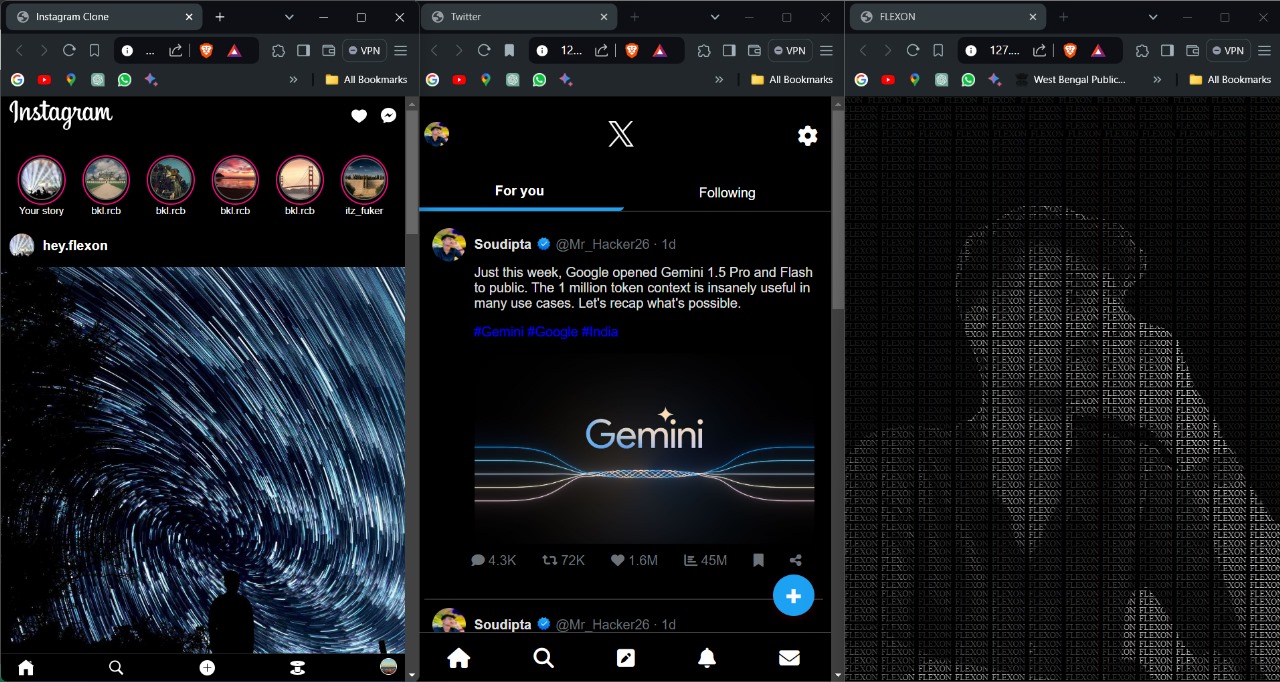 Instagram Clone
...
VPN
All Bookmarks
Instagram
Your story
bkl.rcb
bkl.rcb
bkl.rcb
bkl.rcb
itz_fuker
hey.flexon
Twitter
12...
VPN
All Bookmarks
For you
Following
Soudipta @Mr_Hacker26 · 1d
Just this week, Google opened Gemini 1.5 Pro and Flash
to public. The 1 million token context is insanely useful in
many use cases. Let's recap what's possible.
#Gemini #Google #India
Gemini
4.3K
72K
1.6M
45M
Soudipta @Mr_Hacker26 · 1d
FLEXON
127....
VPN
West Bengal Public...
All Bookmarks
FLEXON FLEXON FLEXON FLEXON FLEXON FLEXON FLEXON FLEXON FLEXON FLEXON